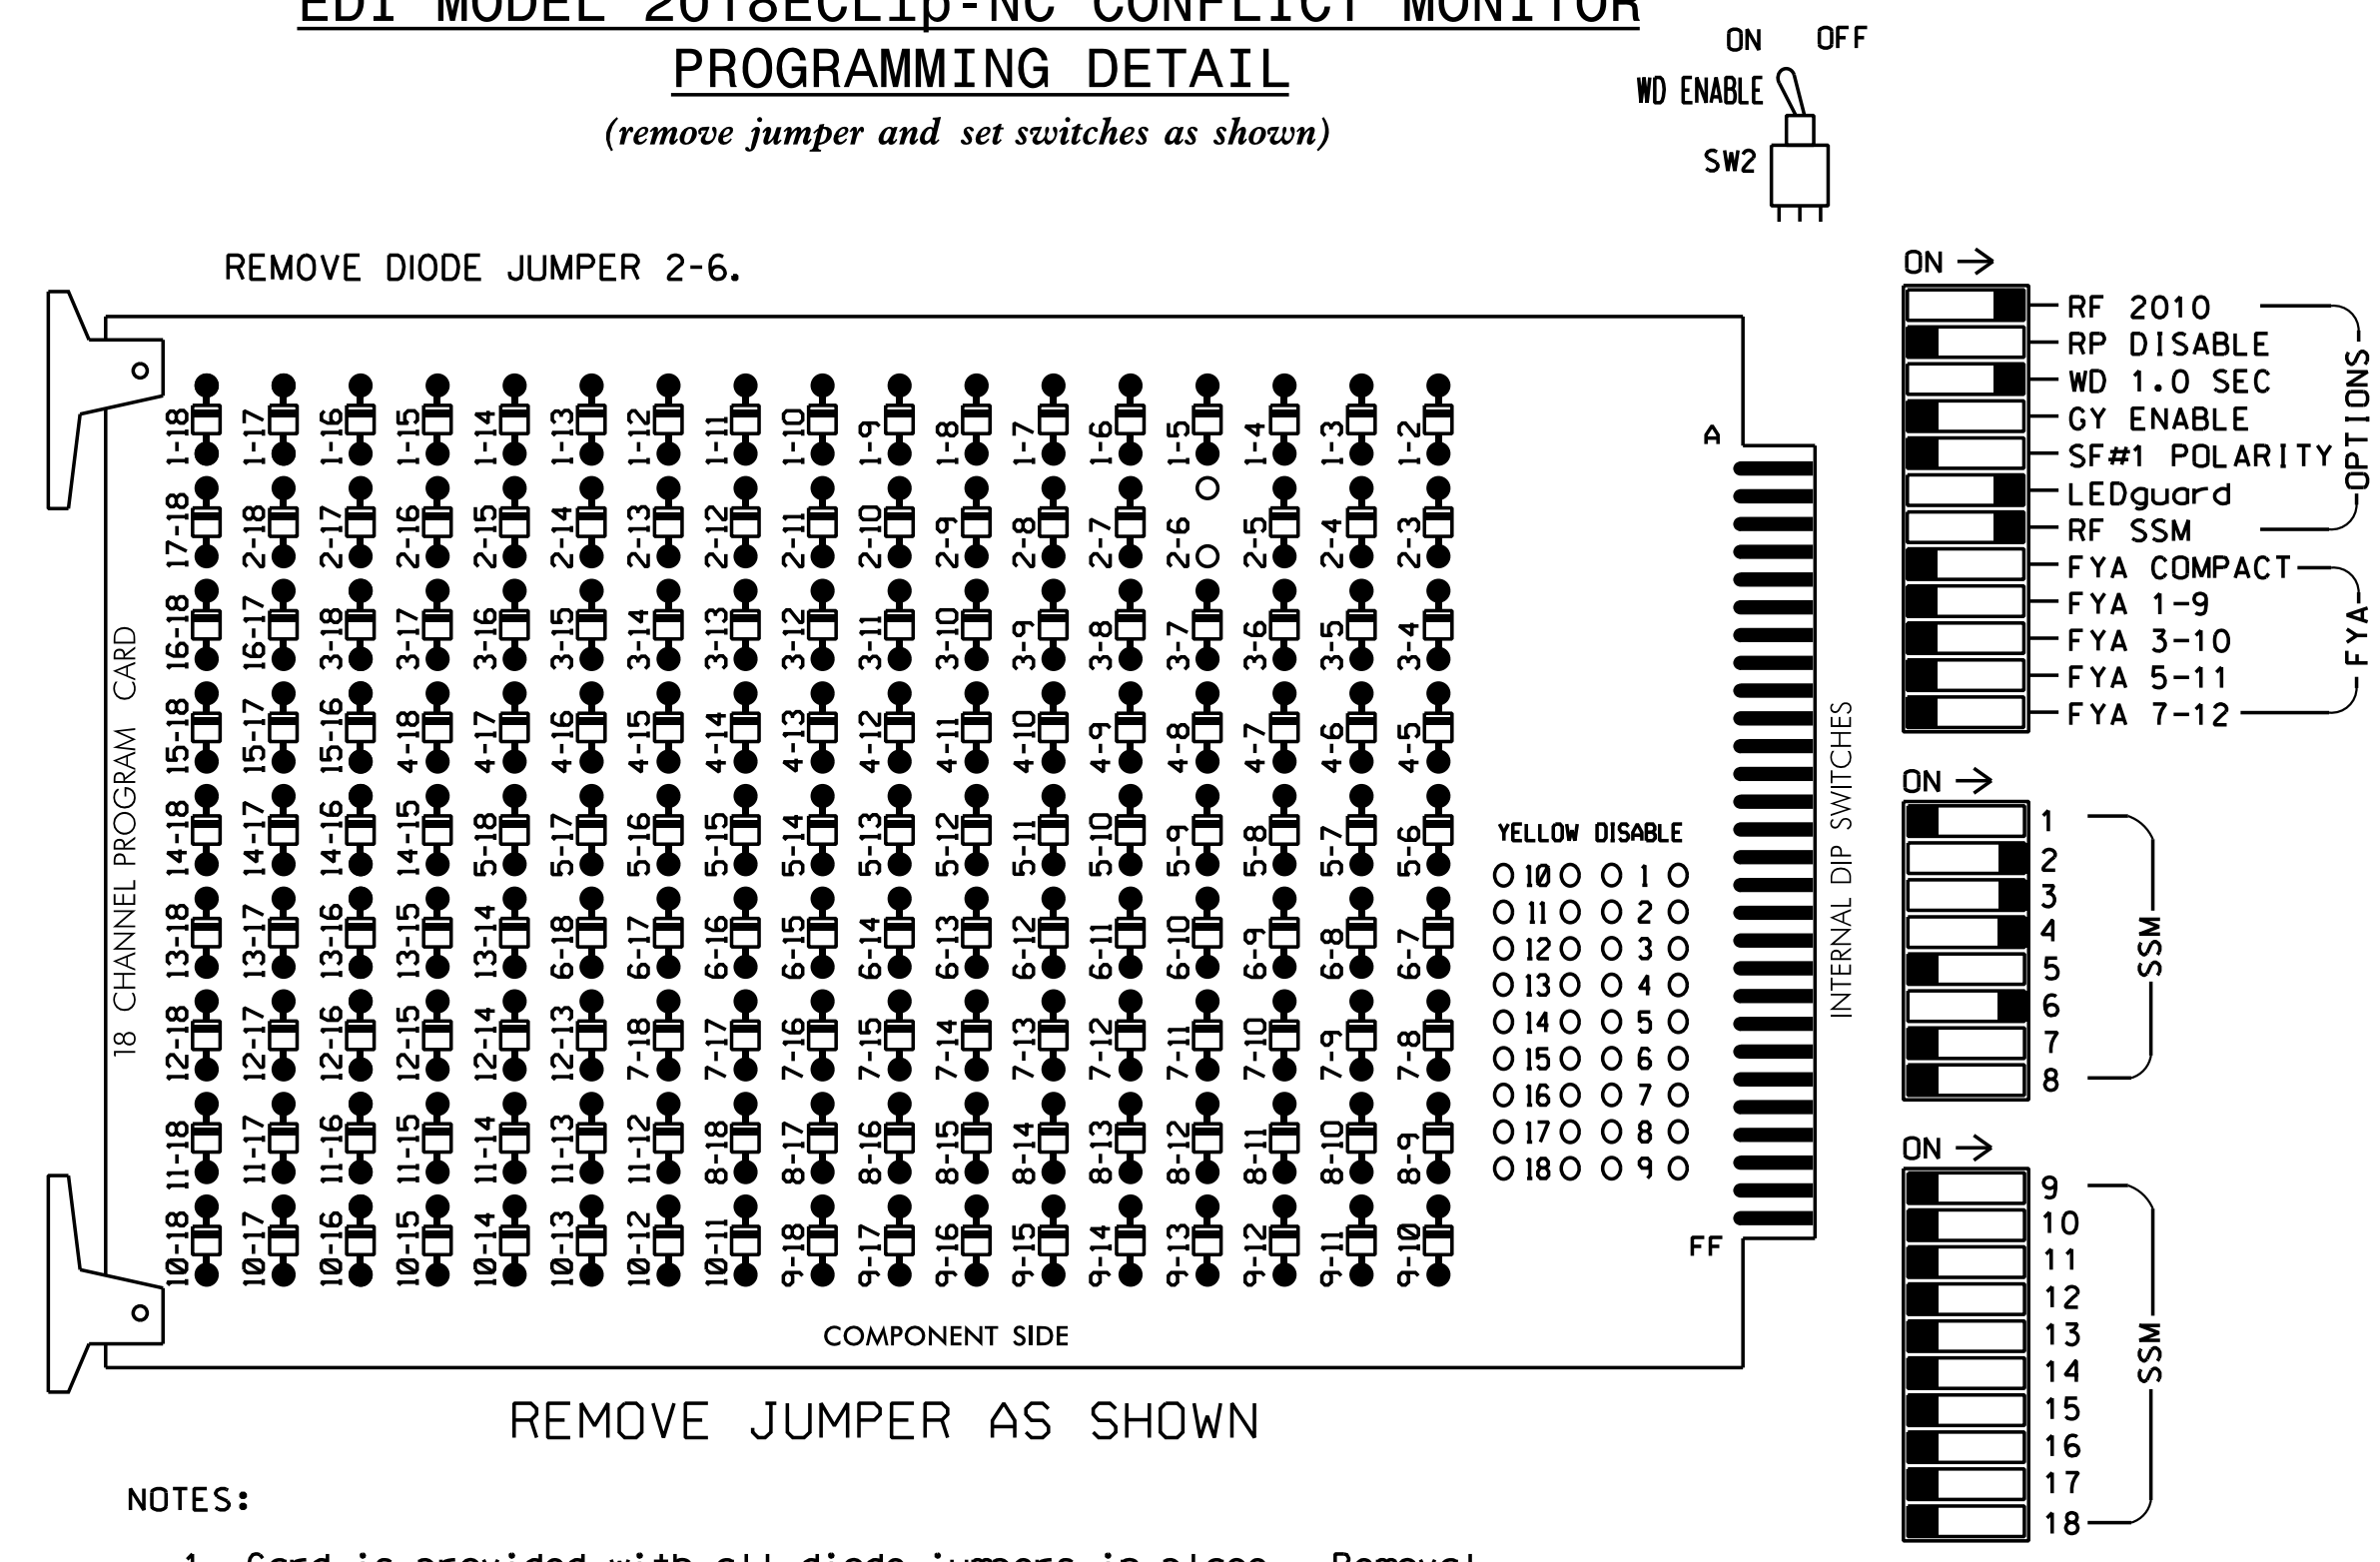 EDI MODEL 2018ECLip-NC CONFLICT MONITOR
PROGRAMMING DETAIL
(remove jumper and set switches as shown)
ON OFF
WD ENABLE
SW2
REMOVE DIODE JUMPER 2-6.
18 CHANNEL PROGRAM CARD
1-18 1-17 1-16 1-15 1-14 1-13 1-12 1-11 1-10 1-9 1-8 1-7 1-6 1-5 1-4 1-3 1-2
17-18 2-18 2-17 2-16 2-15 2-14 2-13 2-12 2-11 2-10 2-9 2-8 2-7 2-6 2-5 2-4 2-3
16-18 16-17 3-18 3-17 3-16 3-15 3-14 3-13 3-12 3-11 3-10 3-9 3-8 3-7 3-6 3-5 3-4
15-18 15-17 15-16 4-18 4-17 4-16 4-15 4-14 4-13 4-12 4-11 4-10 4-9 4-8 4-7 4-6 4-5
14-18 14-17 14-16 14-15 5-18 5-17 5-16 5-15 5-14 5-13 5-12 5-11 5-10 5-9 5-8 5-7 5-6
13-18 13-17 13-16 13-15 13-14 6-18 6-17 6-16 6-15 6-14 6-13 6-12 6-11 6-10 6-9 6-8 6-7
12-18 12-17 12-16 12-15 12-14 12-13 7-18 7-17 7-16 7-15 7-14 7-13 7-12 7-11 7-10 7-9 7-8
11-18 11-17 11-16 11-15 11-14 11-13 11-12 8-18 8-17 8-16 8-15 8-14 8-13 8-12 8-11 8-10 8-9
10-18 10-17 10-16 10-15 10-14 10-13 10-12 10-11 9-18 9-17 9-16 9-15 9-14 9-13 9-12 9-11 9-10
YELLOW DISABLE
10 1
11 2
12 3
13 4
14 5
15 6
16 7
17 8
18 9
A
FF
COMPONENT SIDE
INTERNAL DIP SWITCHES
ON
RF 2010
RP DISABLE
WD 1.0 SEC
GY ENABLE
SF#1 POLARITY
LEDguard
RF SSM
OPTIONS
FYA COMPACT
FYA 1-9
FYA 3-10
FYA 5-11
FYA 7-12
FYA
ON
1
2
3
4
5
6
7
8
SSM
ON
9
10
11
12
13
14
15
16
17
18
SSM
REMOVE JUMPER AS SHOWN
NOTES:
1. Card is provided with all diode jumpers in place. Removal